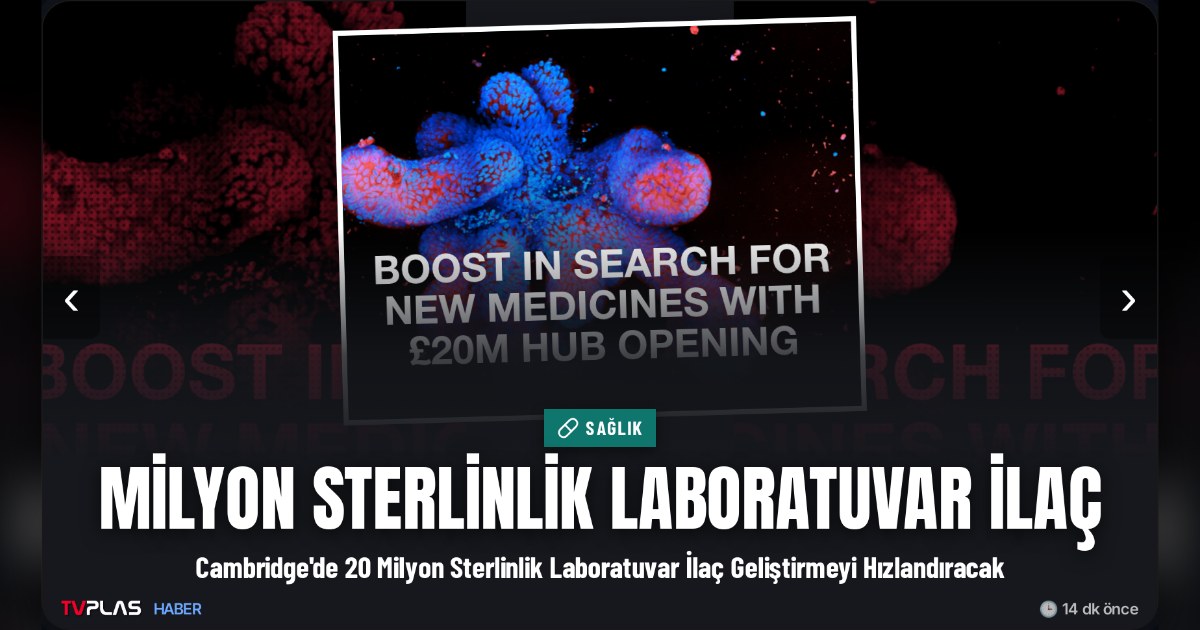 BOOST IN SEARCH FOR
NEW MEDICINES WITH
£20M HUB OPENING
SAĞLIK
MİLYON STERLİNLİK LABORATUVAR İLAÇ
Cambridge'de 20 Milyon Sterlinlik Laboratuvar İlaç Geliştirmeyi Hızlandıracak
TVPLAS HABER
14 dk önce